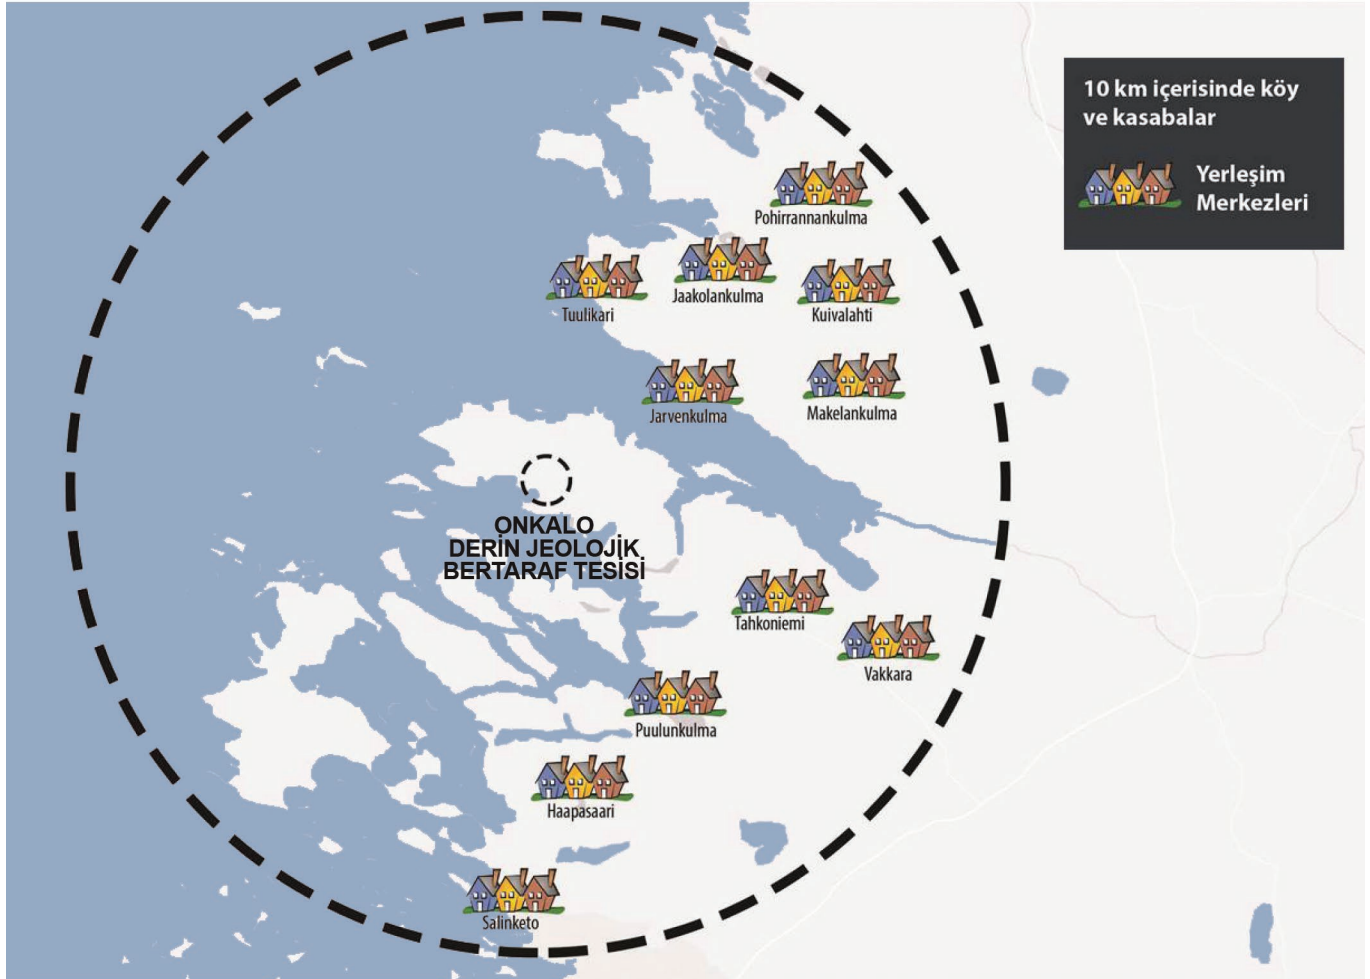 10 km içerisinde köy
ve kasabalar
Yerleşim
Merkezleri
Pohirrannankulma
Jaakolankulma
Kuivalahti
Tuulikari
Jarvenkulma
Makelankulma
ONKALO
DERİN JEOLOJİK
BERTARAF TESİSİ
Tahkoniemi
Vakkara
Puulunkulma
Haapasaari
Salinketo